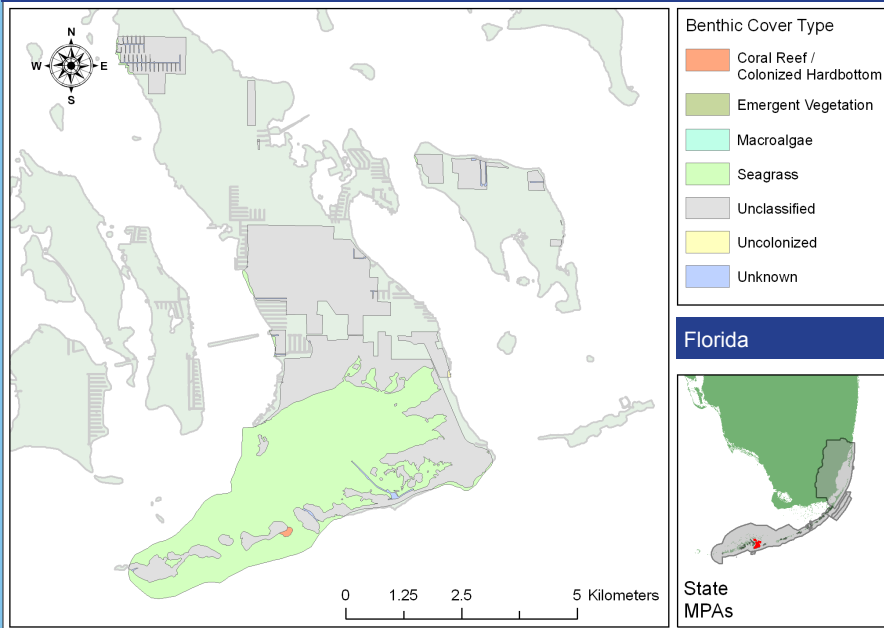 N
W
E
S
0 1.25 2.5 5 Kilometers
Benthic Cover Type
Coral Reef /
Colonized Hardbottom
Emergent Vegetation
Macroalgae
Seagrass
Unclassified
Uncolonized
Unknown
Florida
State
MPAs